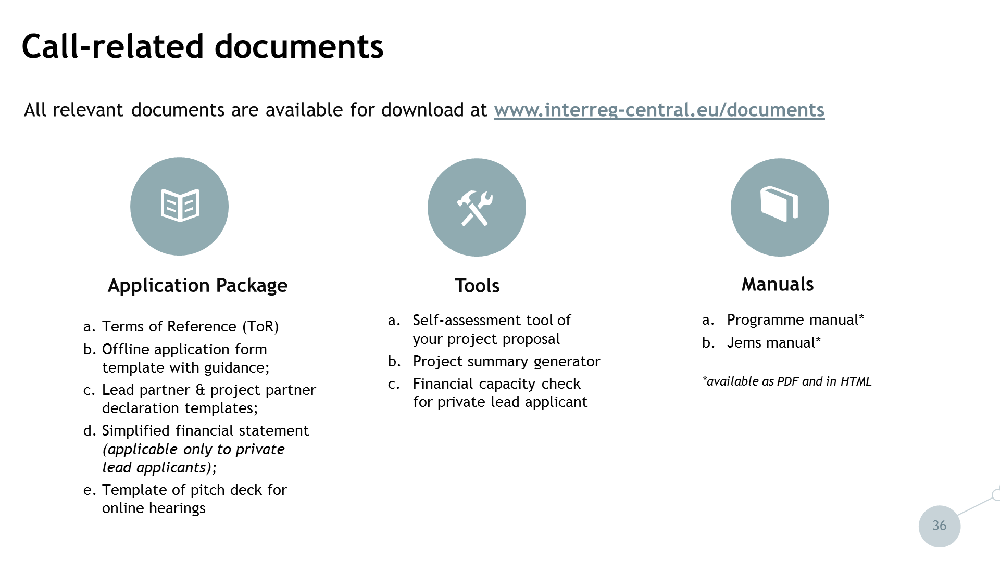 Call-related documents
All relevant documents are available for download at www.interreg-central.eu/documents
Application Package
a. Terms of Reference (ToR)
b. Offline application form
template with guidance;
c. Lead partner & project partner
declaration templates;
d. Simplified financial statement
(applicable only to private
lead applicants);
e. Template of pitch deck for
online hearings
Tools
a. Self-assessment tool of
your project proposal
b. Project summary generator
c. Financial capacity check
for private lead applicant
Manuals
a. Programme manual*
b. Jems manual*
*available as PDF and in HTML
36